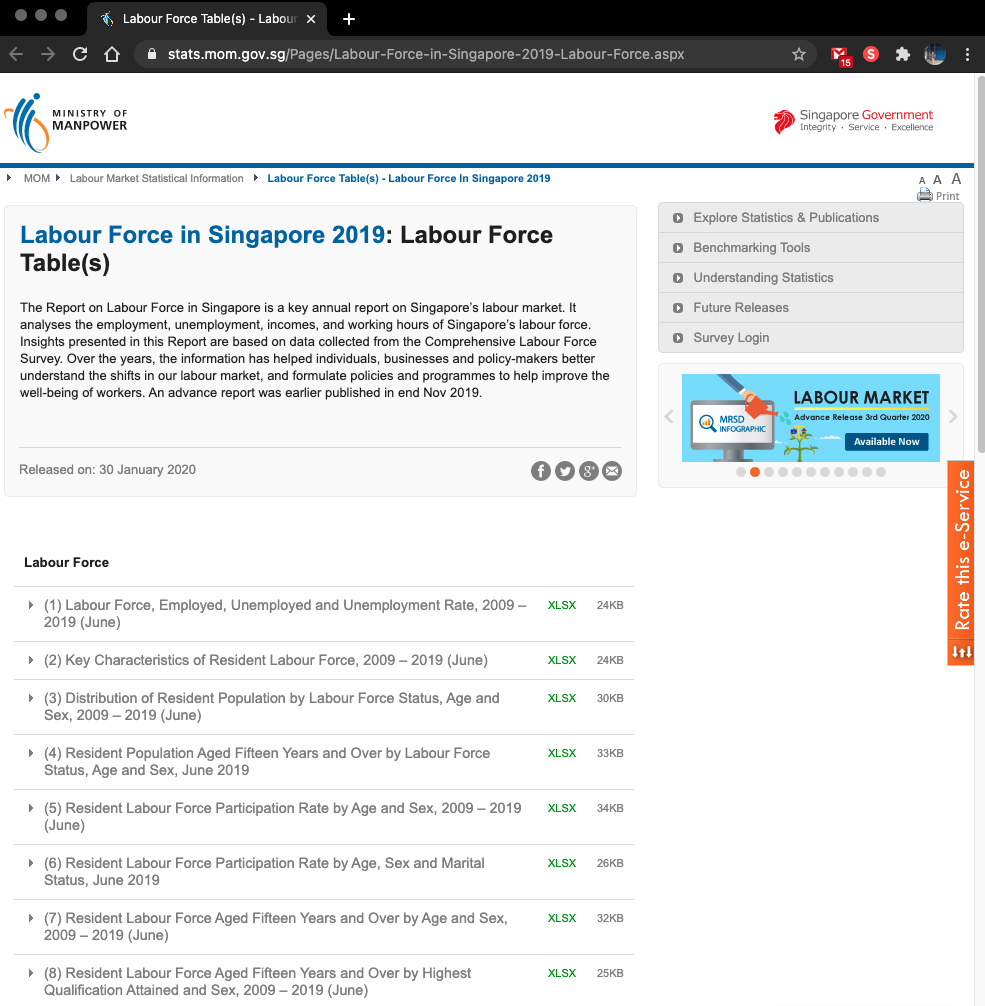 Labour Force Table(s) - Labour
stats.mom.gov.sg/Pages/Labour-Force-in-Singapore-2019-Labour-Force.aspx
15
S
MINISTRY OF
MANPOWER
Singapore Government
Integrity · Service · Excellence
MOM
Labour Market Statistical Information
Labour Force Table(s) - Labour Force In Singapore 2019
A A A
Print
Labour Force in Singapore 2019: Labour Force
Table(s)
The Report on Labour Force in Singapore is a key annual report on Singapore's labour market. It
analyses the employment, unemployment, incomes, and working hours of Singapore's labour force.
Insights presented in this Report are based on data collected from the Comprehensive Labour Force
Survey. Over the years, the information has helped individuals, businesses and policy-makers better
understand the shifts in our labour market, and formulate policies and programmes to help improve the
well-being of workers. An advance report was earlier published in end Nov 2019.
Released on: 30 January 2020
Explore Statistics & Publications
Benchmarking Tools
Understanding Statistics
Future Releases
Survey Login
MRSD
INFOGRAPHIC
LABOUR MARKET
Advance Release 3rd Quarter 2020
Available Now
Rate this e-Service
Labour Force
(1) Labour Force, Employed, Unemployed and Unemployment Rate, 2009 – XLSX 24KB
2019 (June)
(2) Key Characteristics of Resident Labour Force, 2009 – 2019 (June) XLSX 24KB
(3) Distribution of Resident Population by Labour Force Status, Age and XLSX 30KB
Sex, 2009 – 2019 (June)
(4) Resident Population Aged Fifteen Years and Over by Labour Force XLSX 33KB
Status, Age and Sex, June 2019
(5) Resident Labour Force Participation Rate by Age and Sex, 2009 – 2019 XLSX 34KB
(June)
(6) Resident Labour Force Participation Rate by Age, Sex and Marital XLSX 26KB
Status, June 2019
(7) Resident Labour Force Aged Fifteen Years and Over by Age and Sex, XLSX 32KB
2009 – 2019 (June)
(8) Resident Labour Force Aged Fifteen Years and Over by Highest XLSX 25KB
Qualification Attained and Sex, 2009 – 2019 (June)